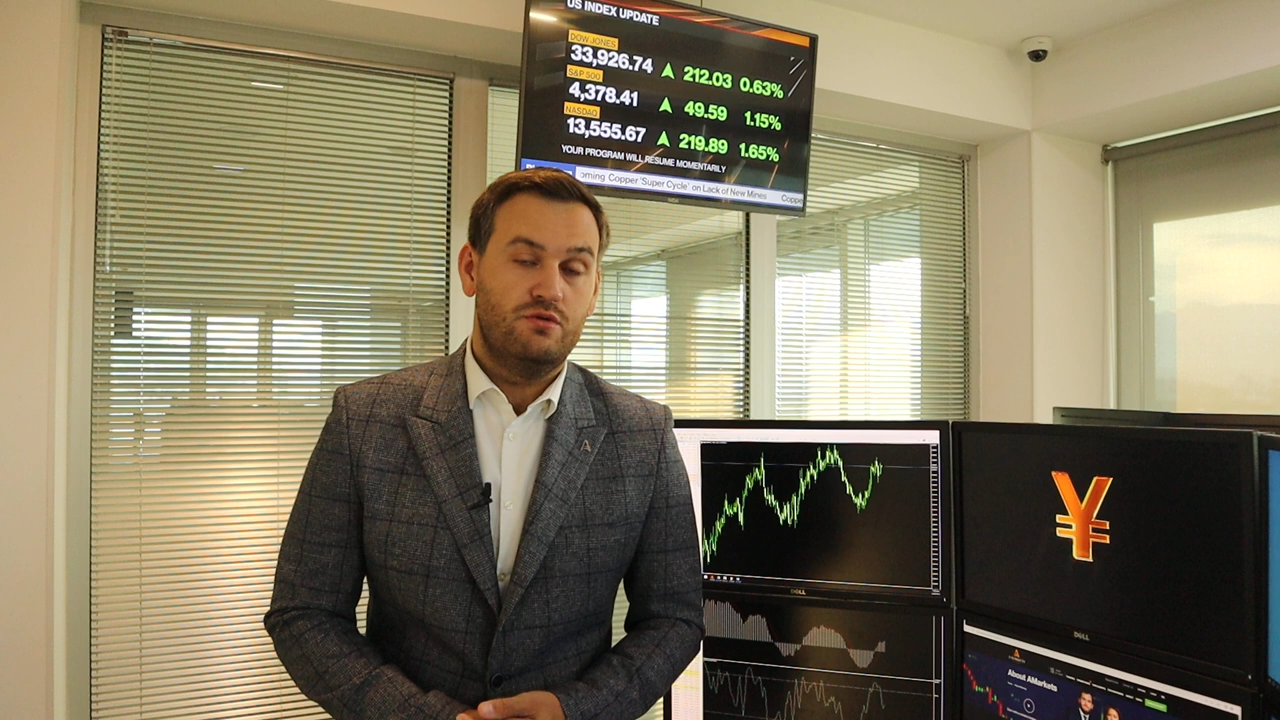 US INDEX UPDATE
DOW JONES
33,926.74 ▲ 212.03 0.63%
S&P 500
4,378.41 ▲ 49.59 1.15%
NASDAQ
13,555.67 ▲ 219.89 1.65%
YOUR PROGRAM WILL RESUME MOMENTARILY
oming Copper 'Super Cycle' on Lack of New Mines Coppe
¥
DELL
DELL
About AMarkets